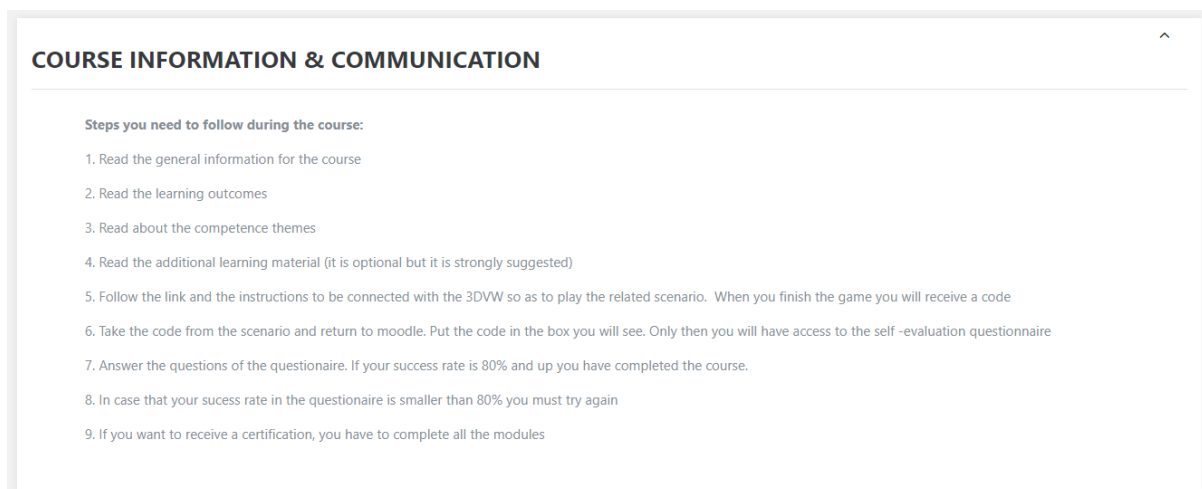 COURSE INFORMATION & COMMUNICATION
Steps you need to follow during the course:
1. Read the general information for the course
2. Read the learning outcomes
3. Read about the competence themes
4. Read the additional learning material (it is optional but it is strongly suggested)
5. Follow the link and the instructions to be connected with the 3DVW so as to play the related scenario.  When you finish the game you will receive a code
6. Take the code from the scenario and return to moodle. Put the code in the box you will see. Only then you will have access to the self -evaluation questionnaire
7. Answer the questions of the questionaire. If your success rate is 80% and up you have completed the course.
8. In case that your sucess rate in the questionaire is smaller than 80% you must try again
9. If you want to receive a certification, you have to complete all the modules